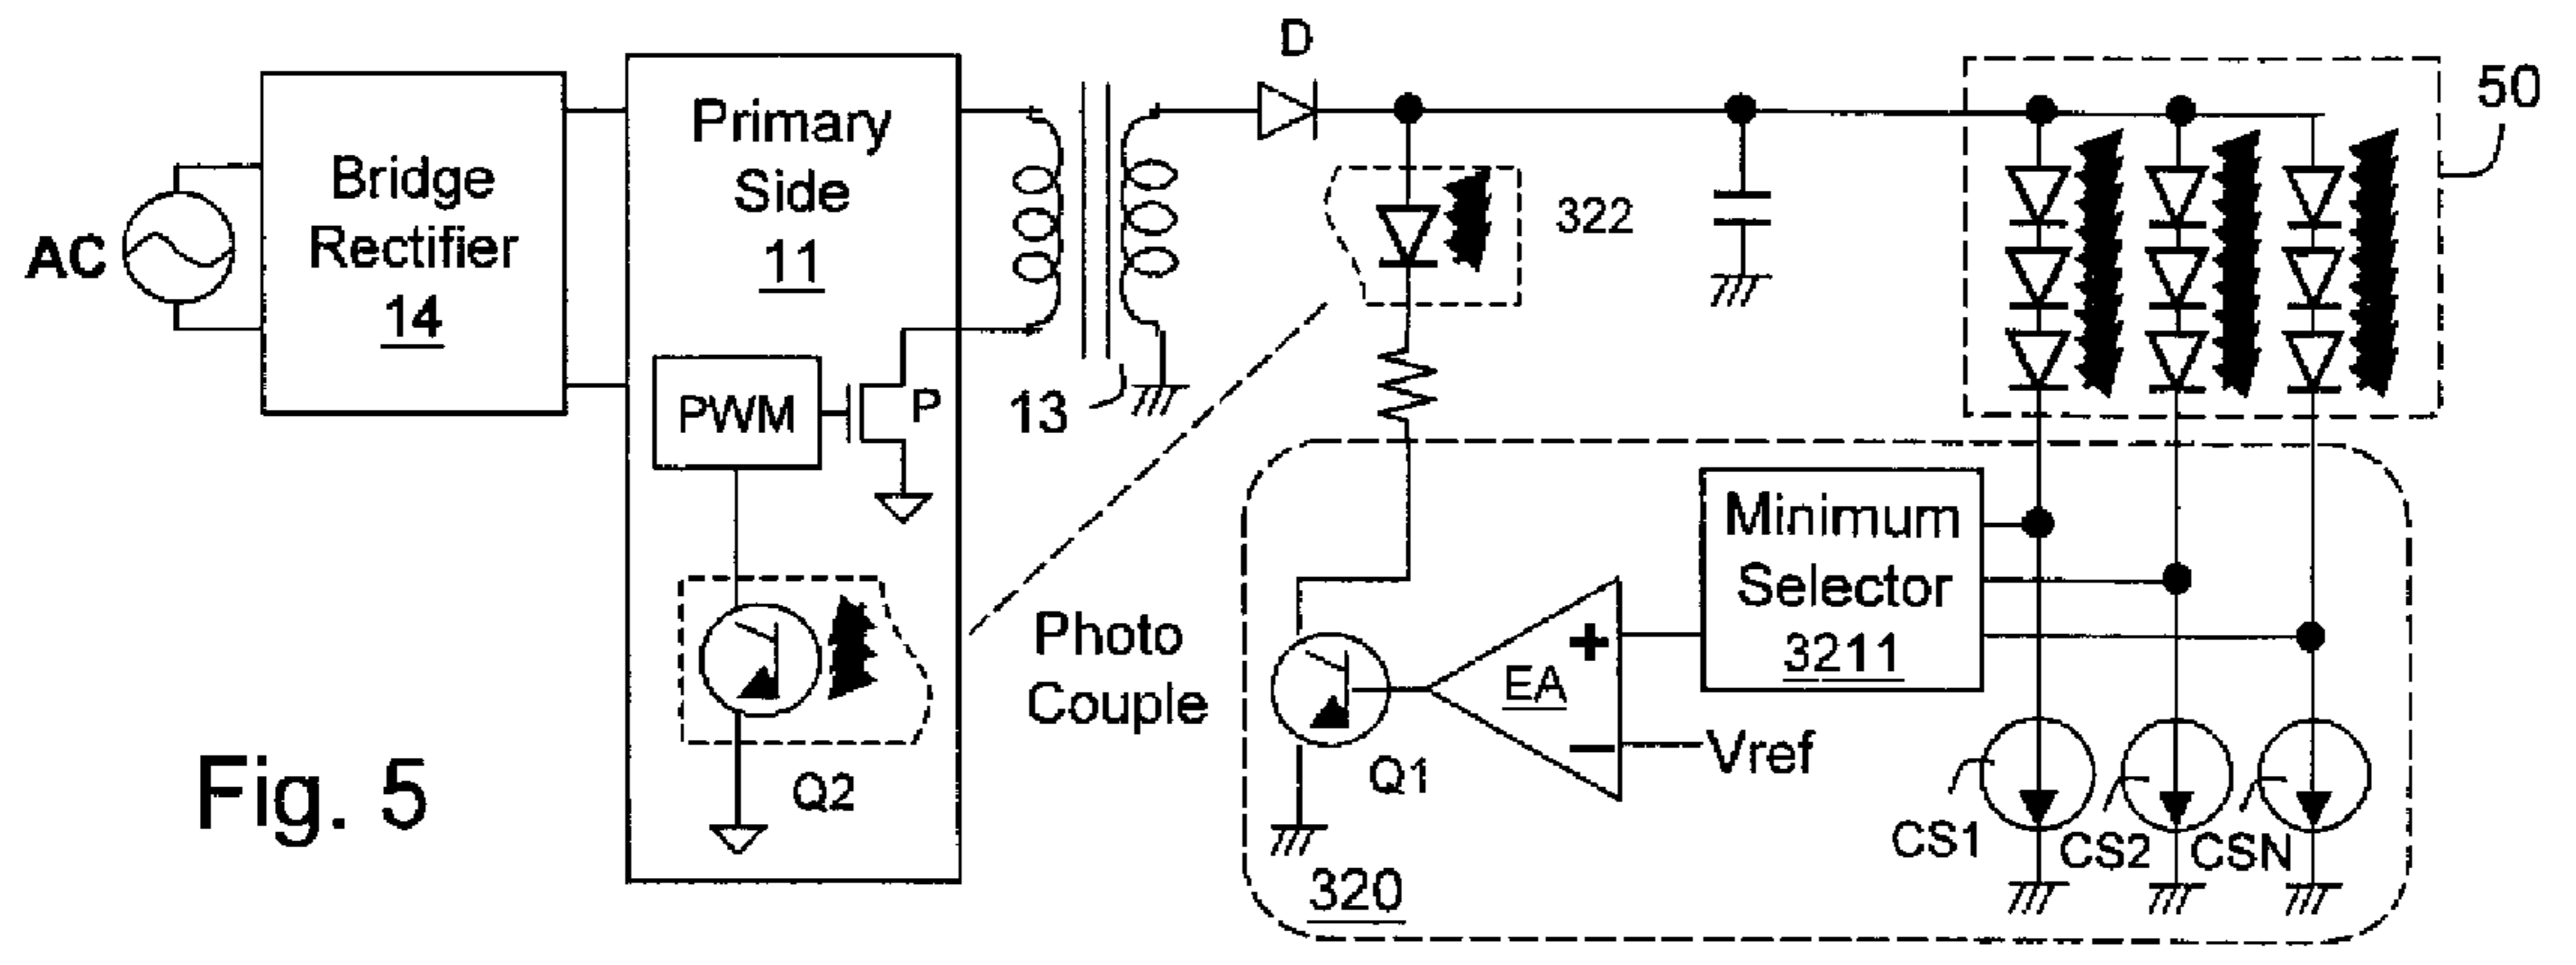 D
50
Primary
Side
11
Bridge
Rectifier
14
AC
322
13
PWM
P
Minimum
Selector
3211
Photo
Couple
+
EA
−
Vref
Q1
Q2
CS1
CS2
CSN
320
Fig. 5